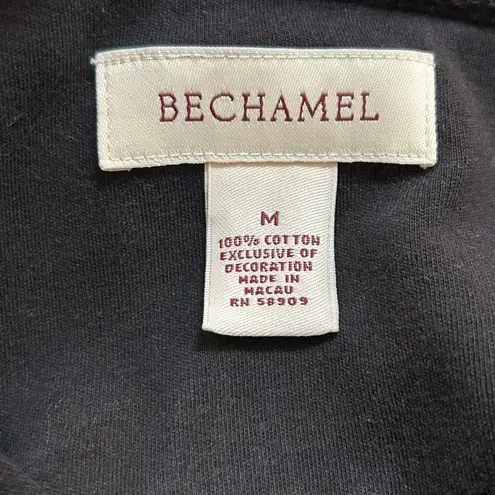 BECHAMEL
M
100% COTTON
EXCLUSIVE OF
DECORATION
MADE IN
MACAU
RN 58909